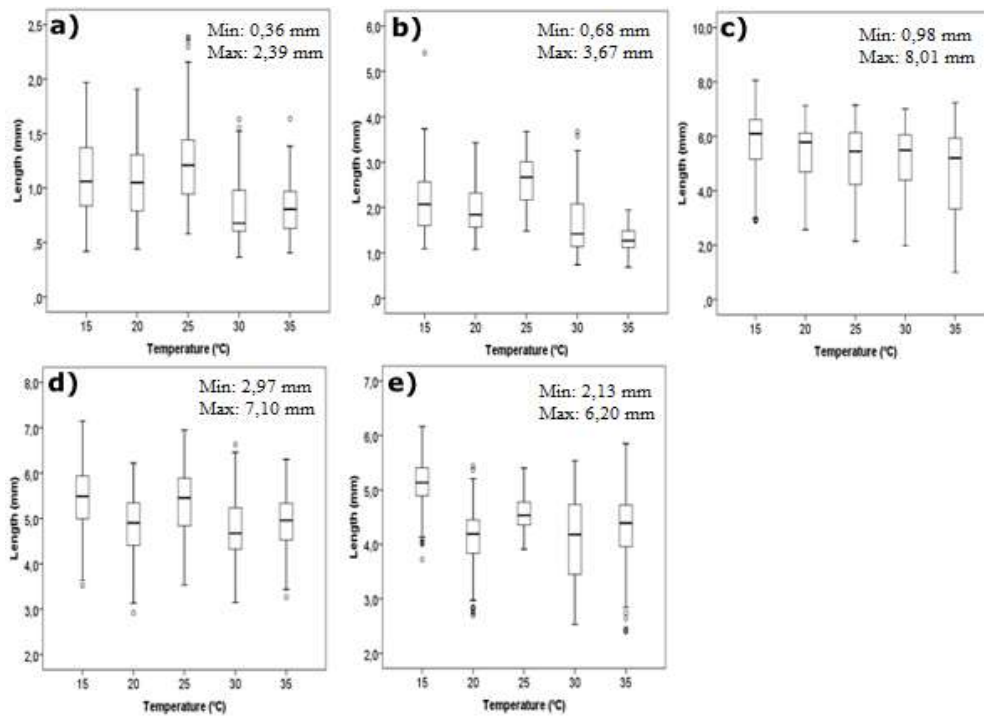 a)
Min: 0,36 mm
Max: 2,39 mm
2,5
2,0
1,5
1,0
,5
,0
Length (mm)
15 20 25 30 35
Temperature (ºC)
b)
Min: 0,68 mm
Max: 3,67 mm
6,0
5,0
4,0
3,0
2,0
1,0
,0
Length (mm)
15 20 25 30 35
Temperature (ºC)
c)
Min: 0,98 mm
Max: 8,01 mm
10,0
8,0
6,0
4,0
2,0
,0
Length (mm)
15 20 25 30 35
Temperature (ºC)
d)
Min: 2,97 mm
Max: 7,10 mm
8,0
7,0
6,0
5,0
4,0
3,0
2,0
Length (mm)
15 20 25 30 35
Temperature (ºC)
e)
Min: 2,13 mm
Max: 6,20 mm
7,0
6,0
5,0
4,0
3,0
2,0
Length (mm)
15 20 25 30 35
Temperature (ºC)